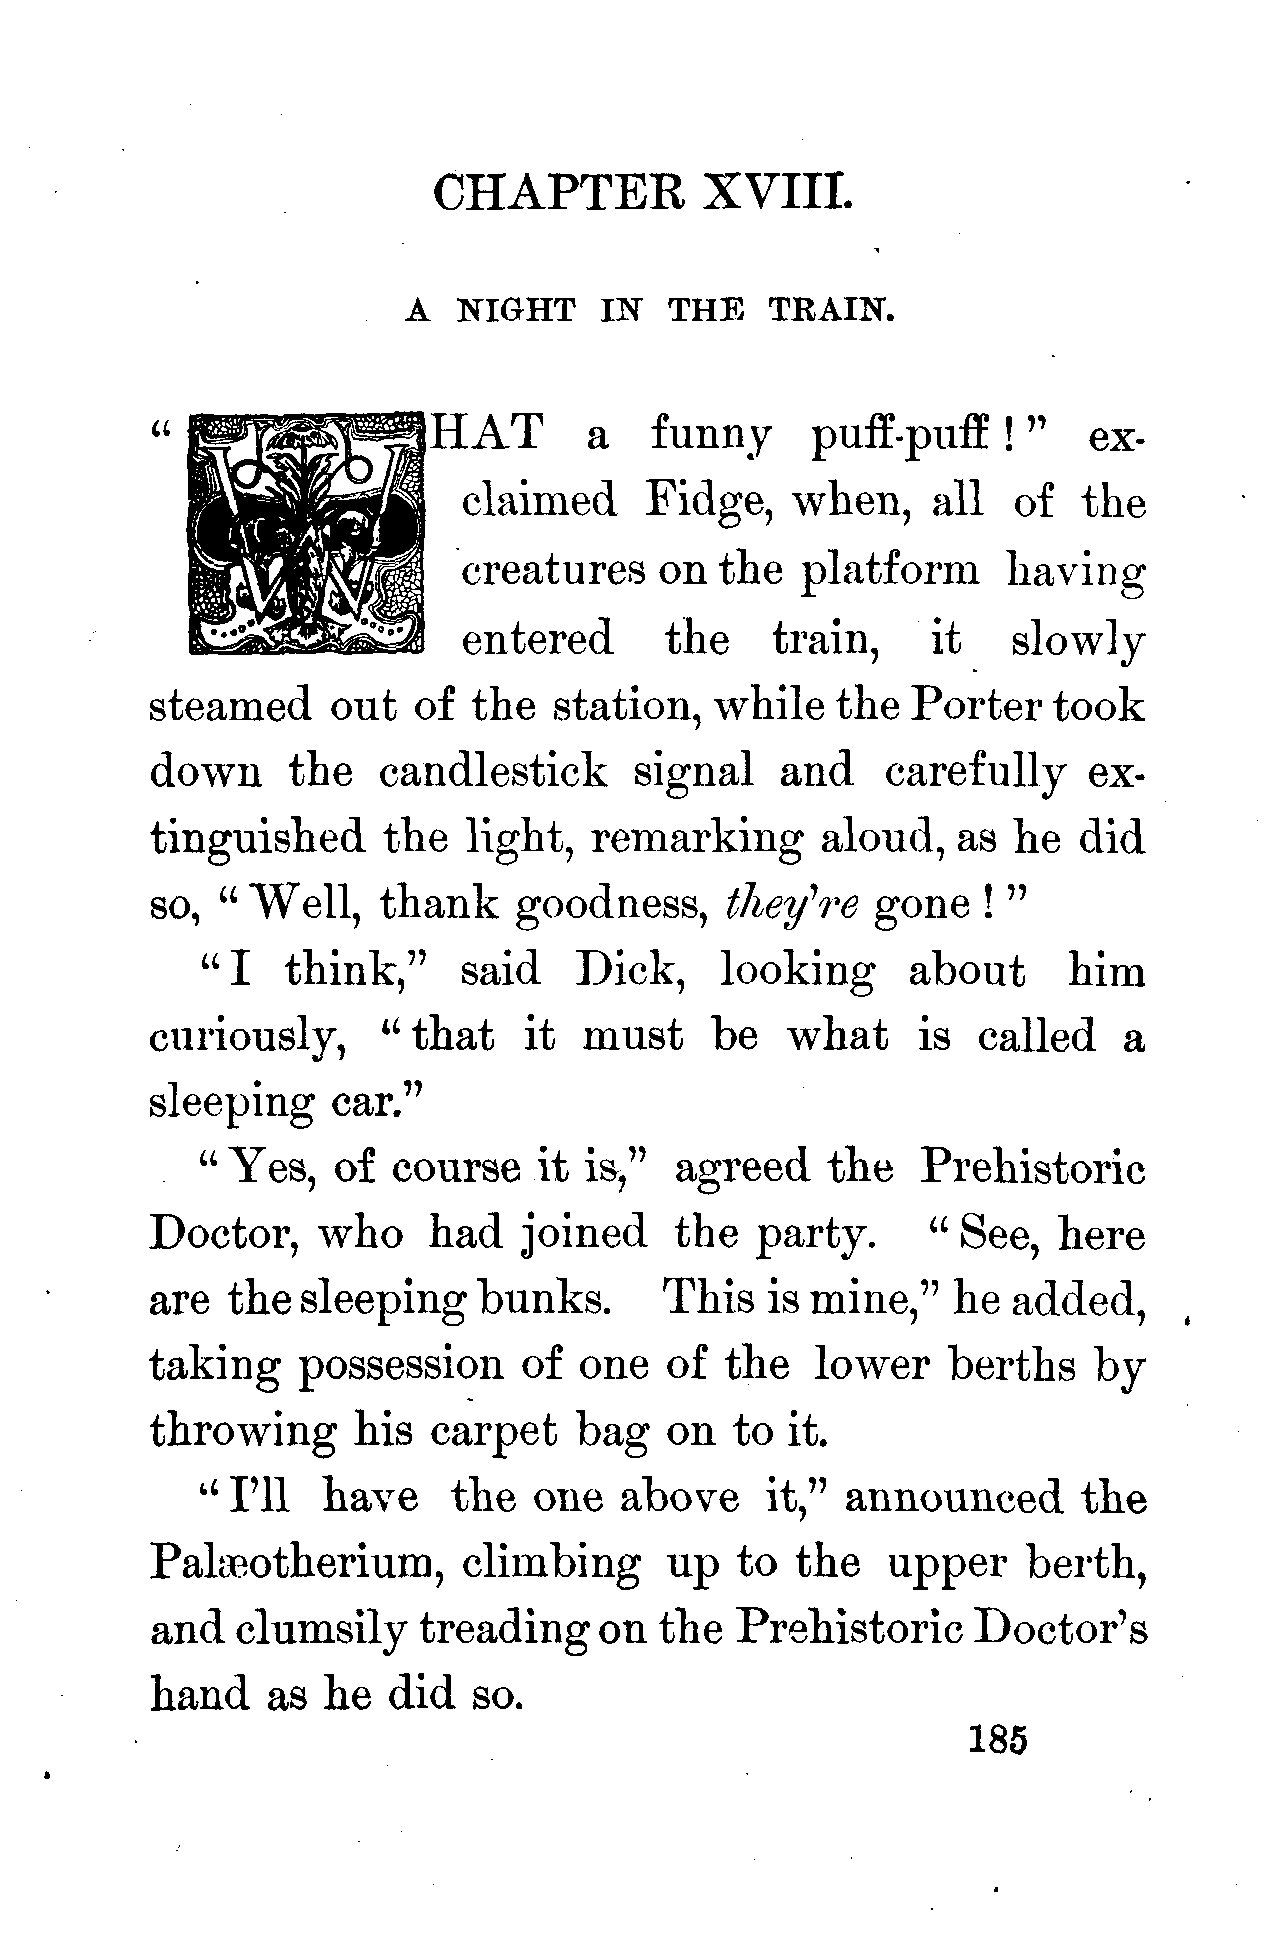 CHAPTER XVIII.
A NIGHT IN THE TRAIN.
“WHAT a funny puff-puff!” ex-
claimed Fidge, when, all of the
creatures on the platform having
entered the train, it slowly
steamed out of the station, while the Porter took
down the candlestick signal and carefully ex-
tinguished the light, remarking aloud, as he did
so, “Well, thank goodness, they’re gone!”
“I think,” said Dick, looking about him
curiously, “that it must be what is called a
sleeping car.”
“Yes, of course it is,” agreed the Prehistoric
Doctor, who had joined the party. “See, here
are the sleeping bunks. This is mine,” he added,
taking possession of one of the lower berths by
throwing his carpet bag on to it.
“I’ll have the one above it,” announced the
Palæotherium, climbing up to the upper berth,
and clumsily treading on the Prehistoric Doctor’s
hand as he did so.
185